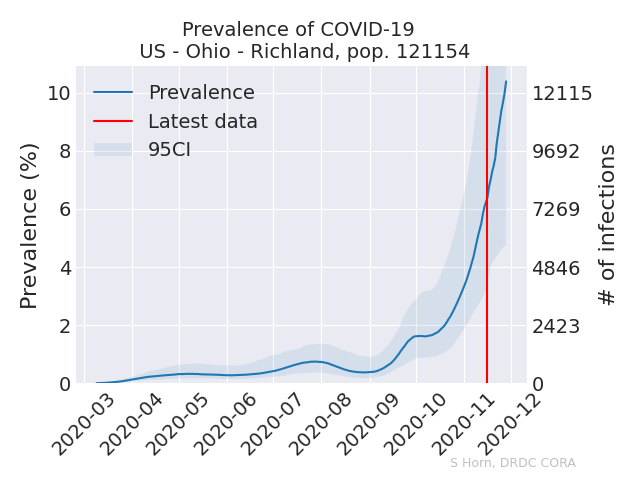 Prevalence of COVID-19
US - Ohio - Richland, pop. 121154
Prevalence
Latest data
95CI
Prevalence (%)
10
8
6
4
2
0
12115
9692
7269
4846
2423
0
# of infections
2020-03
2020-04
2020-05
2020-06
2020-07
2020-08
2020-09
2020-10
2020-11
2020-12
S Horn, DRDC CORA